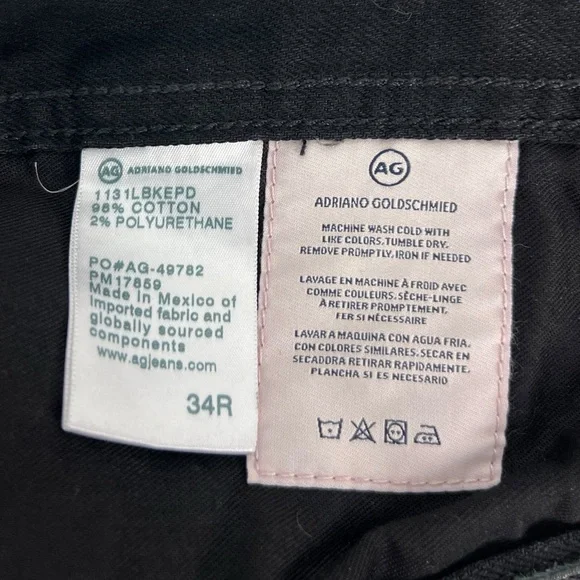 AG ADRIANO GOLDSCHMIED
1131LBKEPD
98% COTTON
2% POLYURETHANE
PO#AG-49782
PM17859
Made in Mexico of
imported fabric and
globally sourced
components
www.agjeans.com
34R
AG
ADRIANO GOLDSCHMIED
MACHINE WASH COLD WITH
LIKE COLORS. TUMBLE DRY.
REMOVE PROMPTLY. IRON IF NEEDED
LAVAGE EN MACHINE À FROID AVEC
COMME COULEURS. SÈCHE-LINGE
À RETIRER PROMPTEMENT.
FER SI NÉCESSAIRE
LAVAR A MAQUINA CON AGUA FRIA.
CON COLORES SIMILARES. SECAR EN
SECADORA RETIRAR RAPIDAMENTE.
PLANCHA SI ES NECESARIO